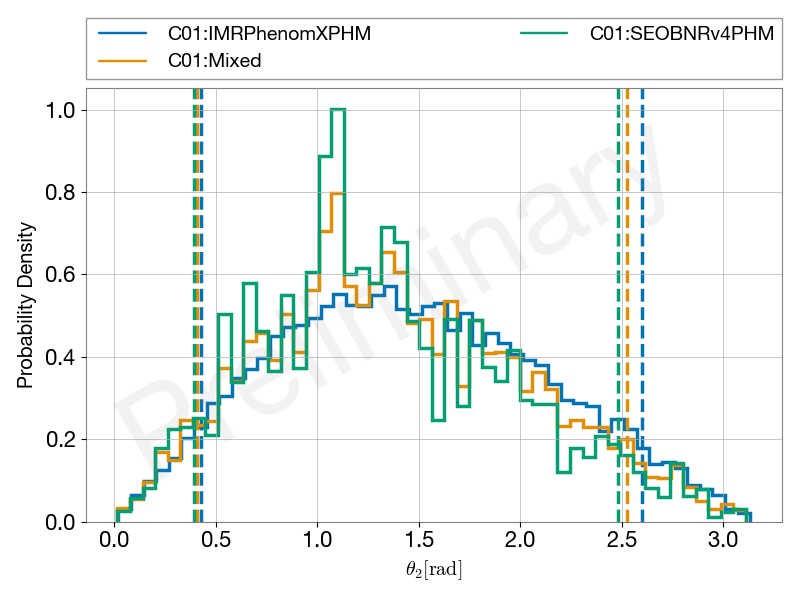 C01:IMRPhenomXPHM
C01:Mixed
C01:SEOBNRv4PHM
Probability Density
1.0
0.8
0.6
0.4
0.2
0.0
Preliminary
0.0 0.5 1.0 1.5 2.0 2.5 3.0
θ₂[rad]